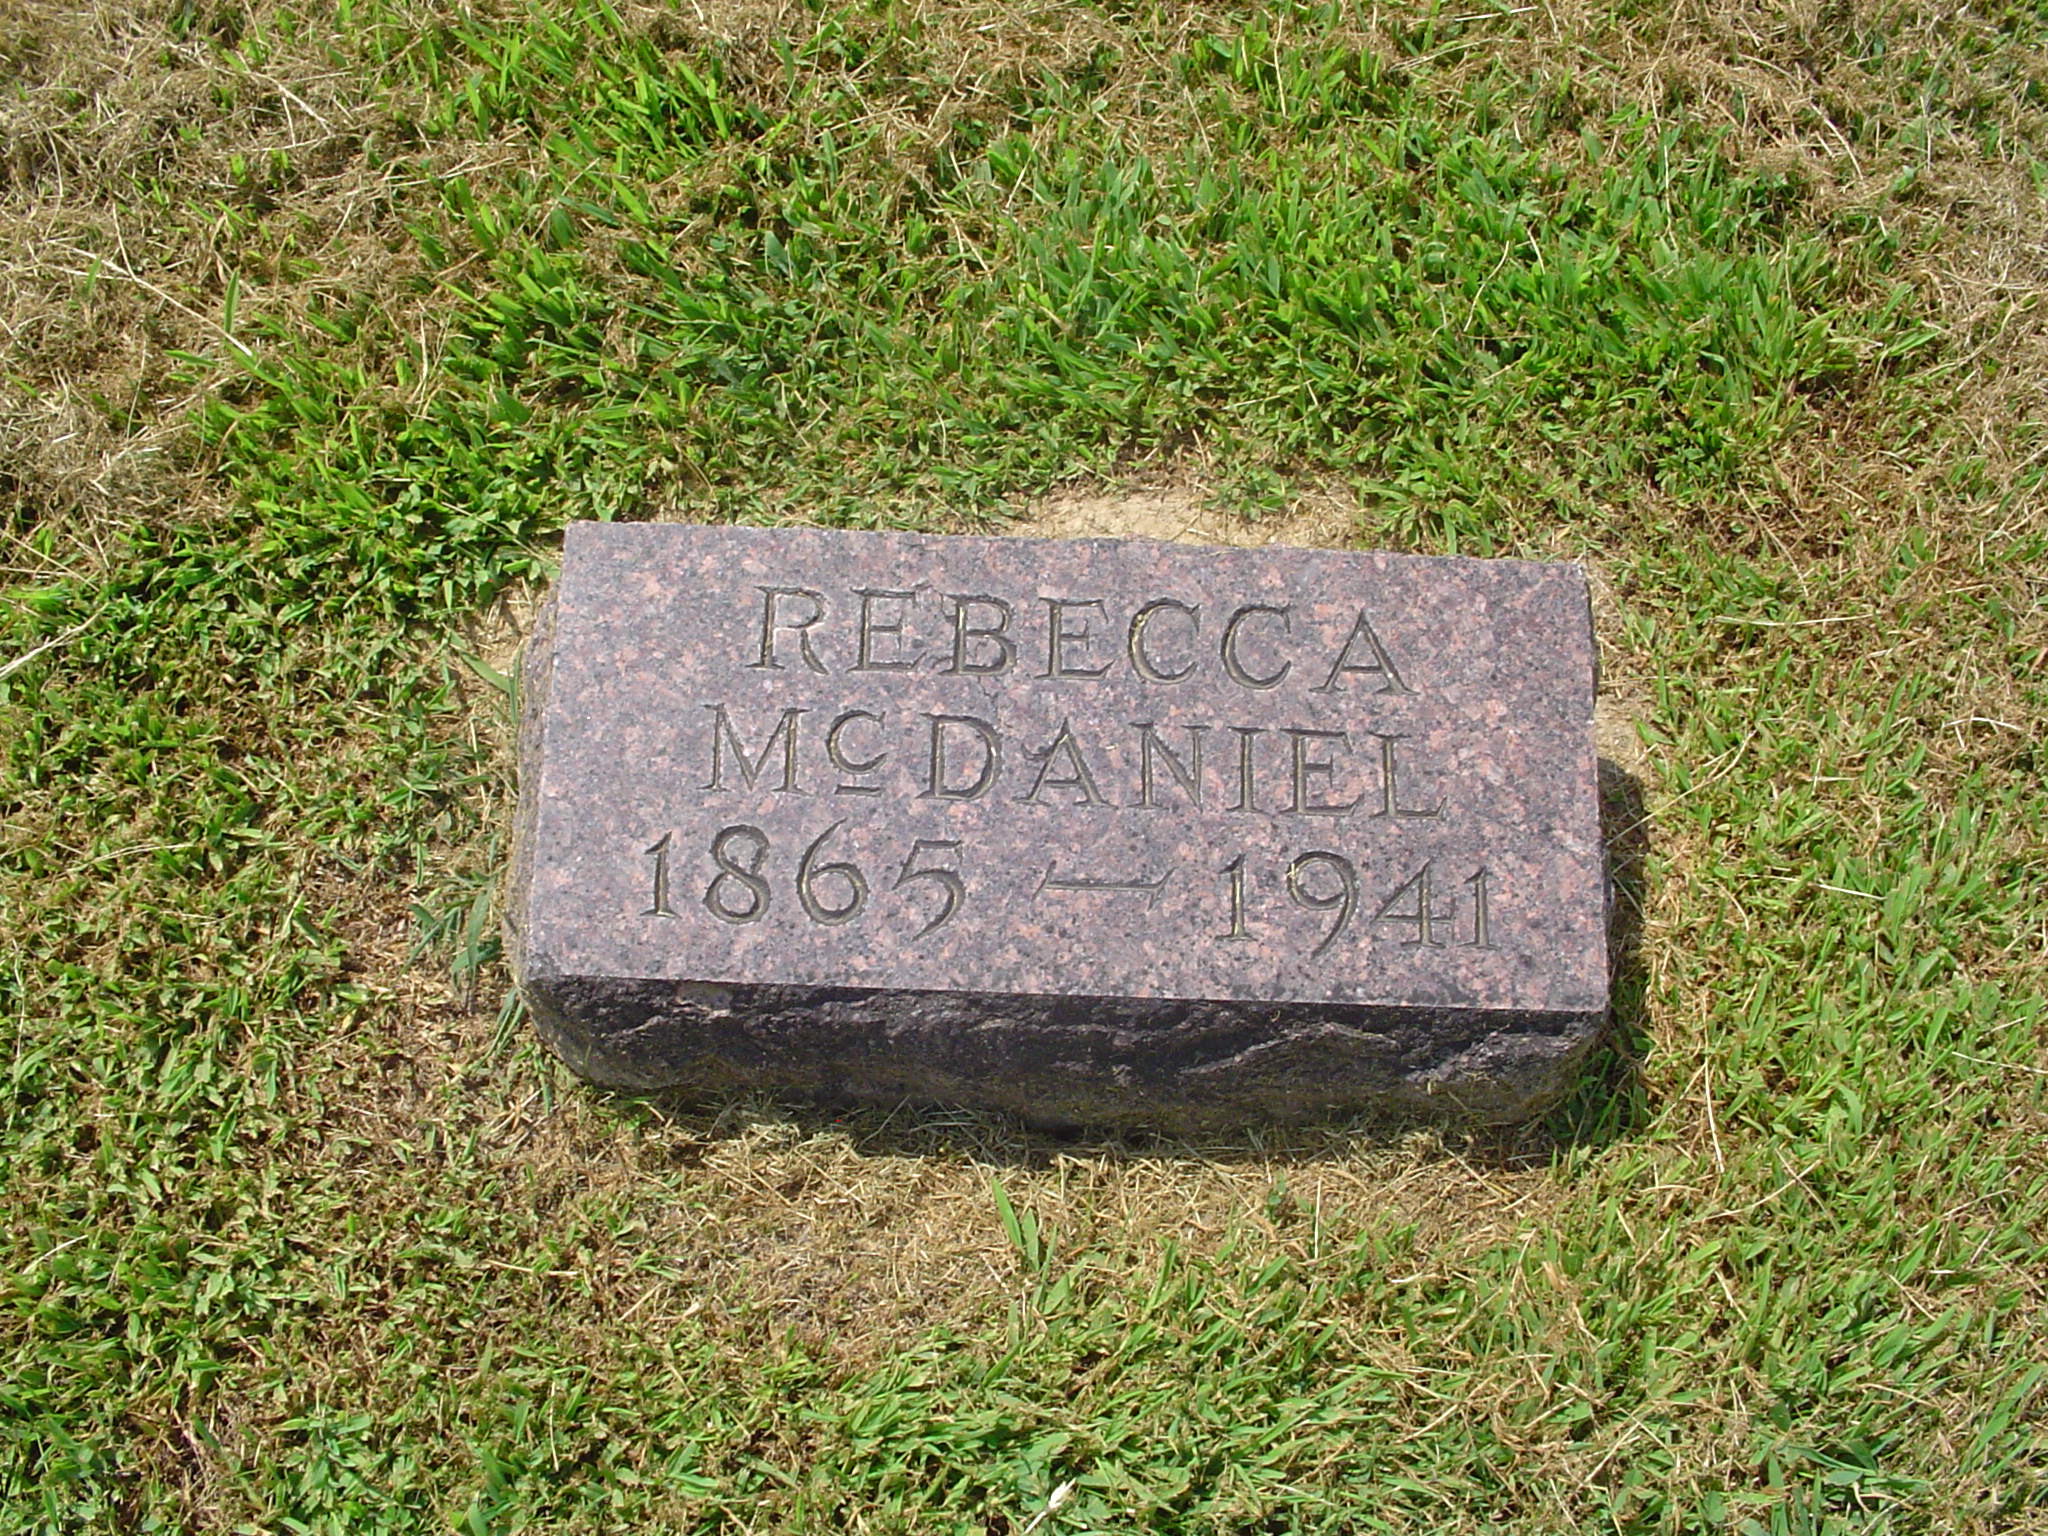 REBECCA
McDANIEL
1865 — 1941